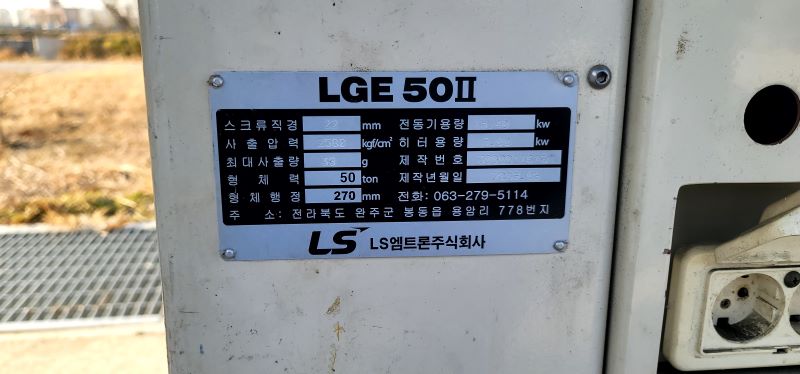 LGE 50II
스크류직경 22 mm 전동기용량 kw
사출압력 kgf/cm² 히터용량 kw
최대사출량 g 제작번호
형체력 50 ton 제작년월일
형체행정 270 mm 전화: 063-279-5114
주 소: 전라북도 완주군 봉동읍 용암리 778번지
LS LS엠트론주식회사